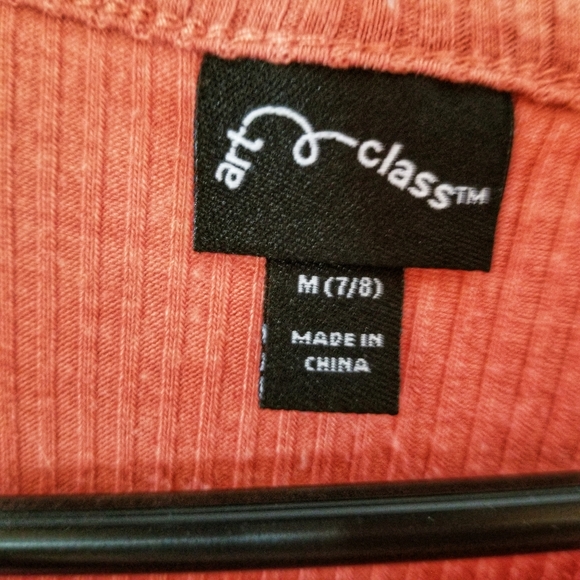 art class™
M (7/8)
MADE IN
CHINA